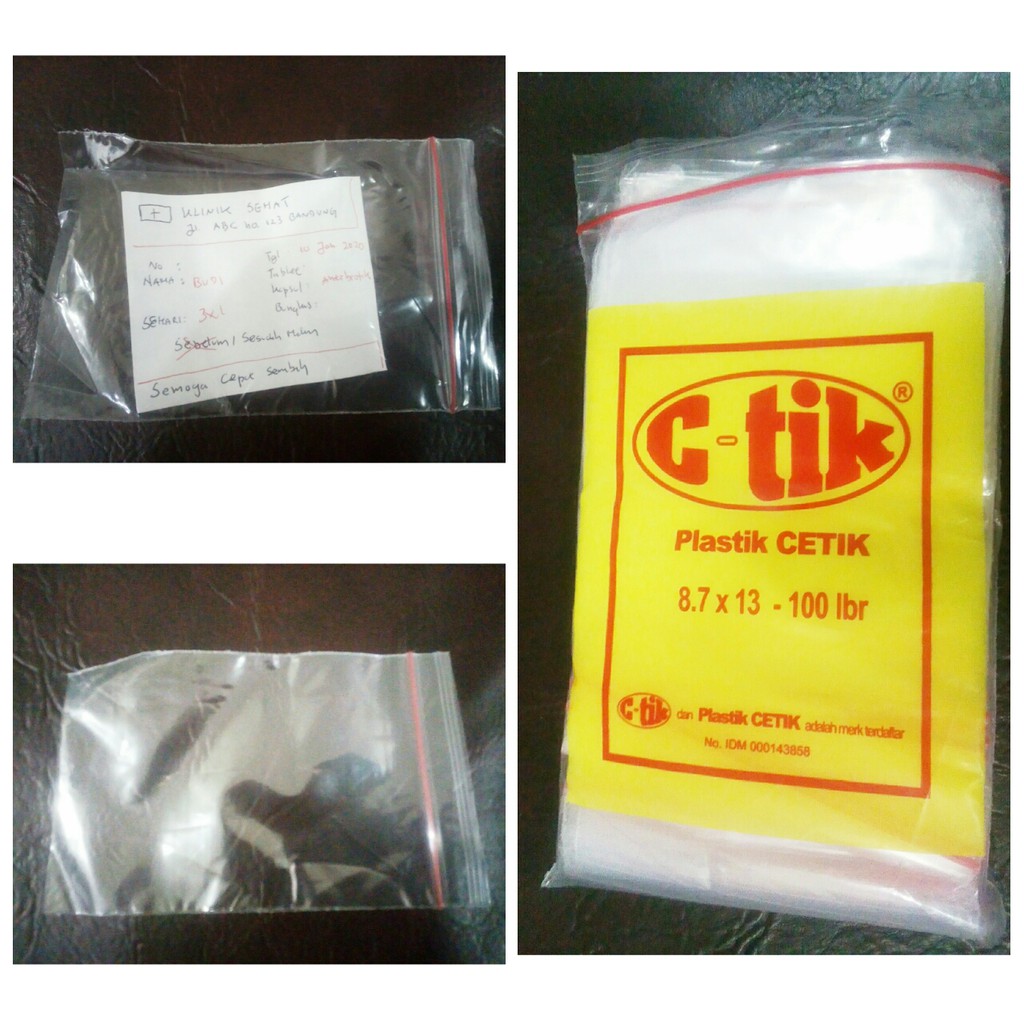 + KLINIK SEHAT
Jl. ABC No. 123 BANDUNG
No :
NAMA : BUDI
SEHARI : 3x1
Tgl Jan 2020
Tablet
Kapsul :
Bungkus :
Sebelum / Sesudah Makan
Semoga Cepat Sembuh
C-tik ®
Plastik CETIK
8.7 x 13 - 100 lbr
C-tik dan Plastik CETIK adalah merk terdaftar
No. IDM 000143858